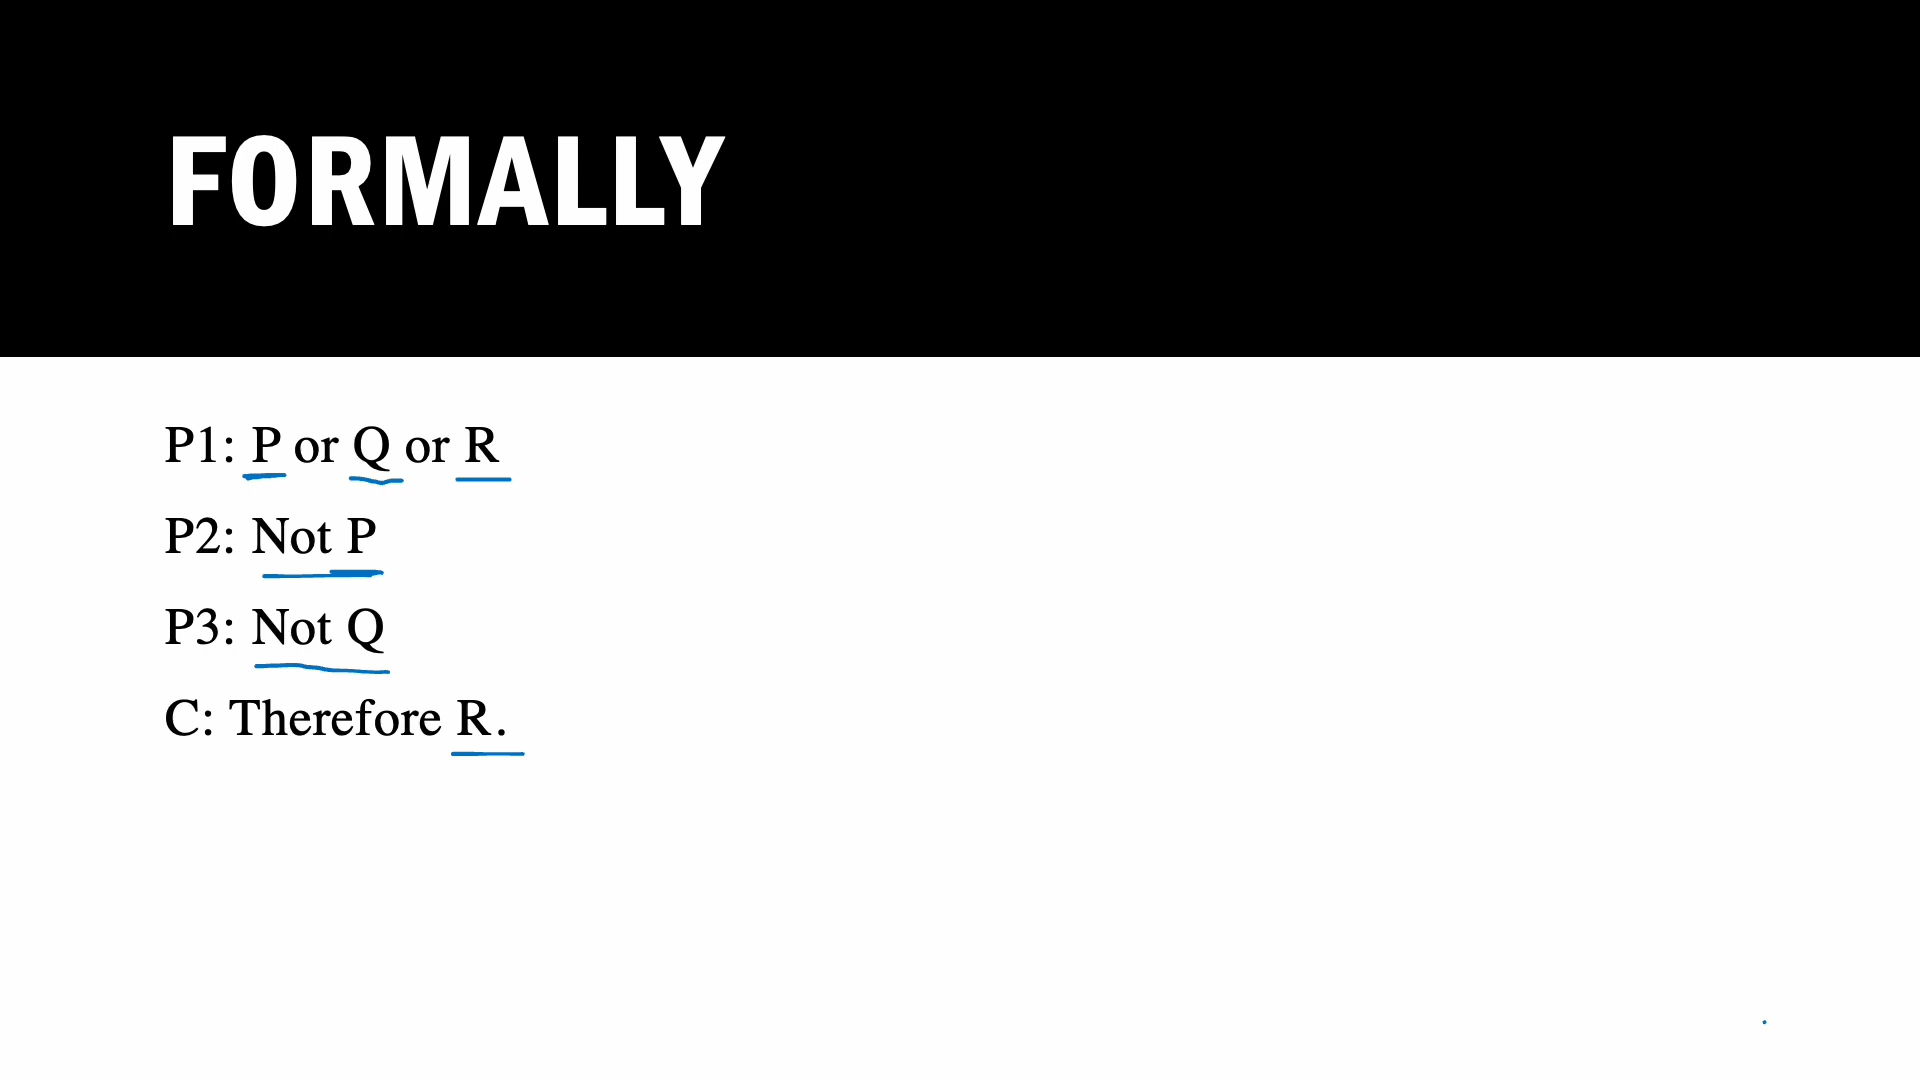 FORMALLY
P1: P or Q or R
P2: Not P
P3: Not Q
C: Therefore R.